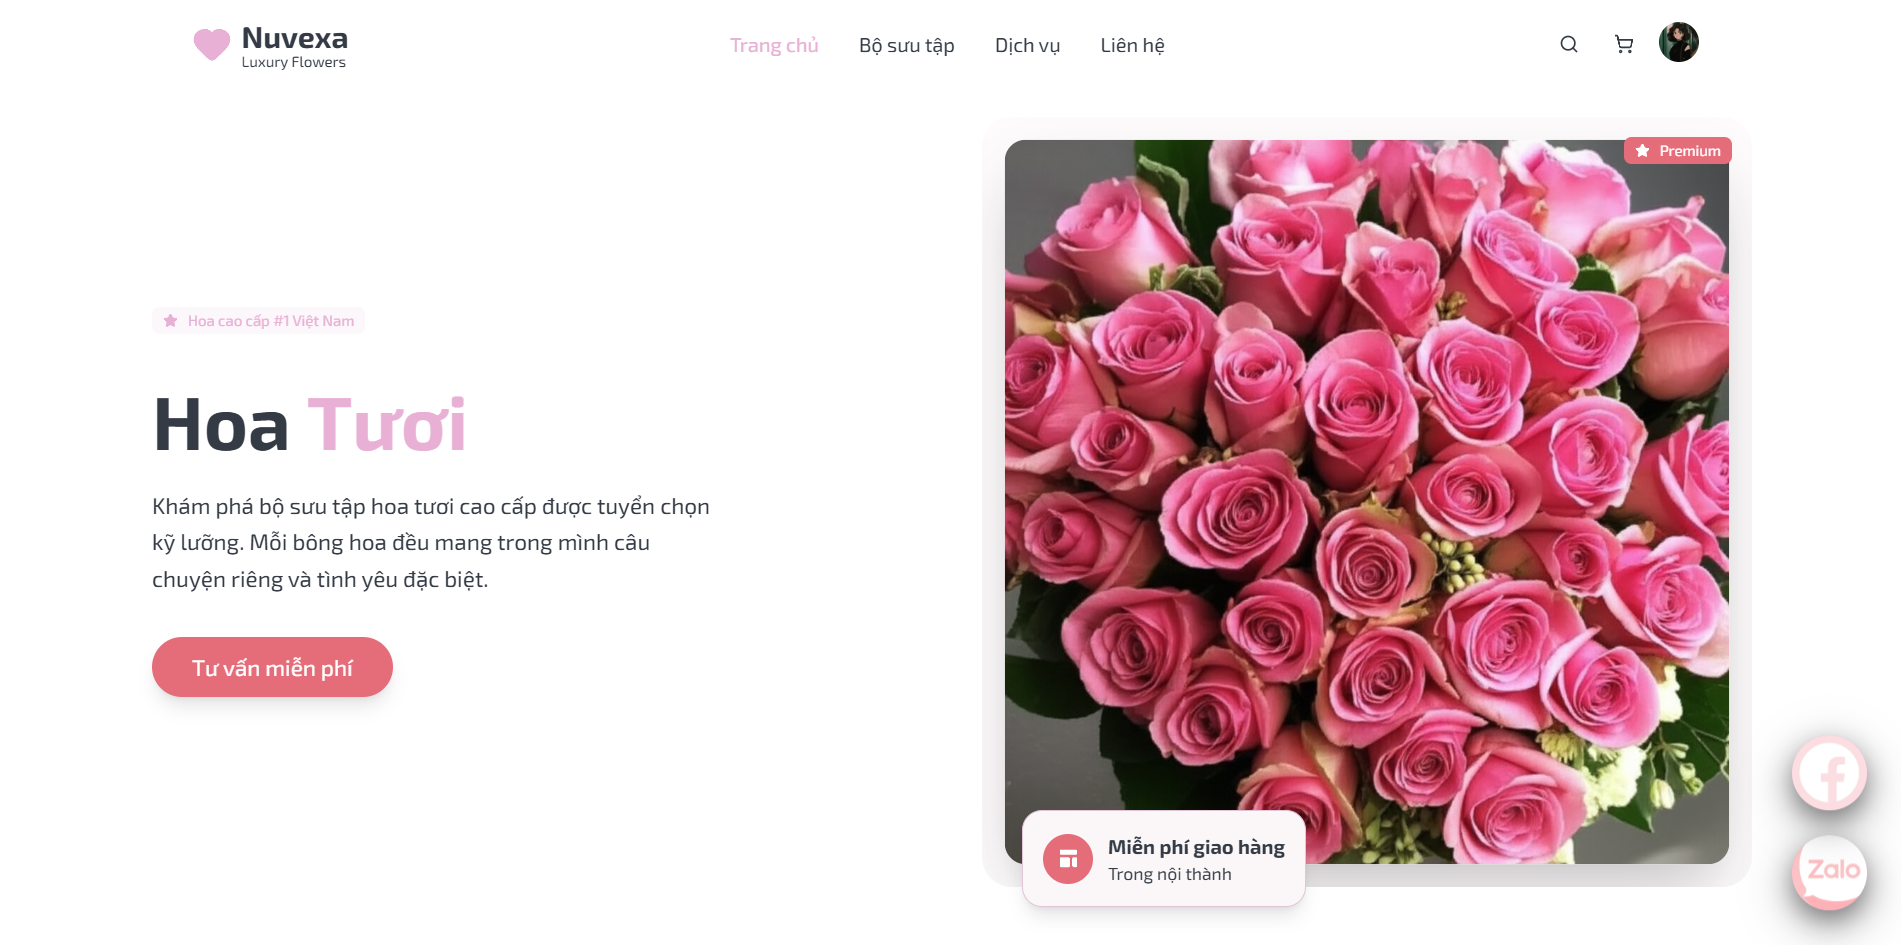 Nuvexa
Luxury Flowers
Trang chủ
Bộ sưu tập
Dịch vụ
Liên hệ
Premium
Hoa cao cấp #1 Việt Nam
Hoa Tươi
Khám phá bộ sưu tập hoa tươi cao cấp được tuyển chọn
kỹ lưỡng. Mỗi bông hoa đều mang trong mình câu
chuyện riêng và tình yêu đặc biệt.
Tư vấn miễn phí
Miễn phí giao hàng
Trong nội thành
Zalo